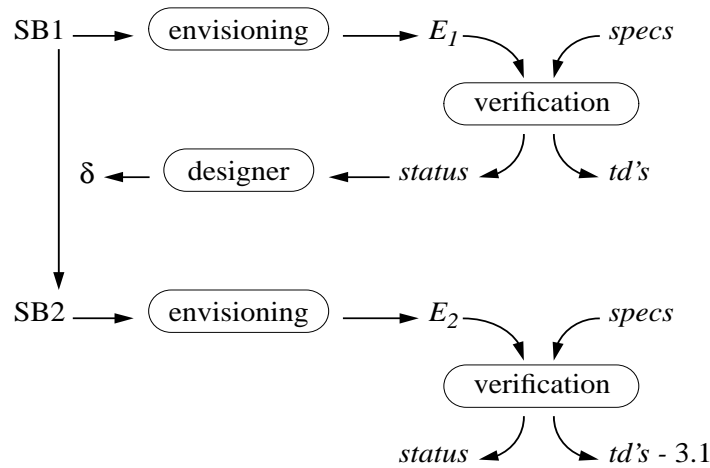 SB1 envisioning E1 specs
verification
δ designer status td's
SB2 envisioning E2 specs
verification
status td's - 3.1